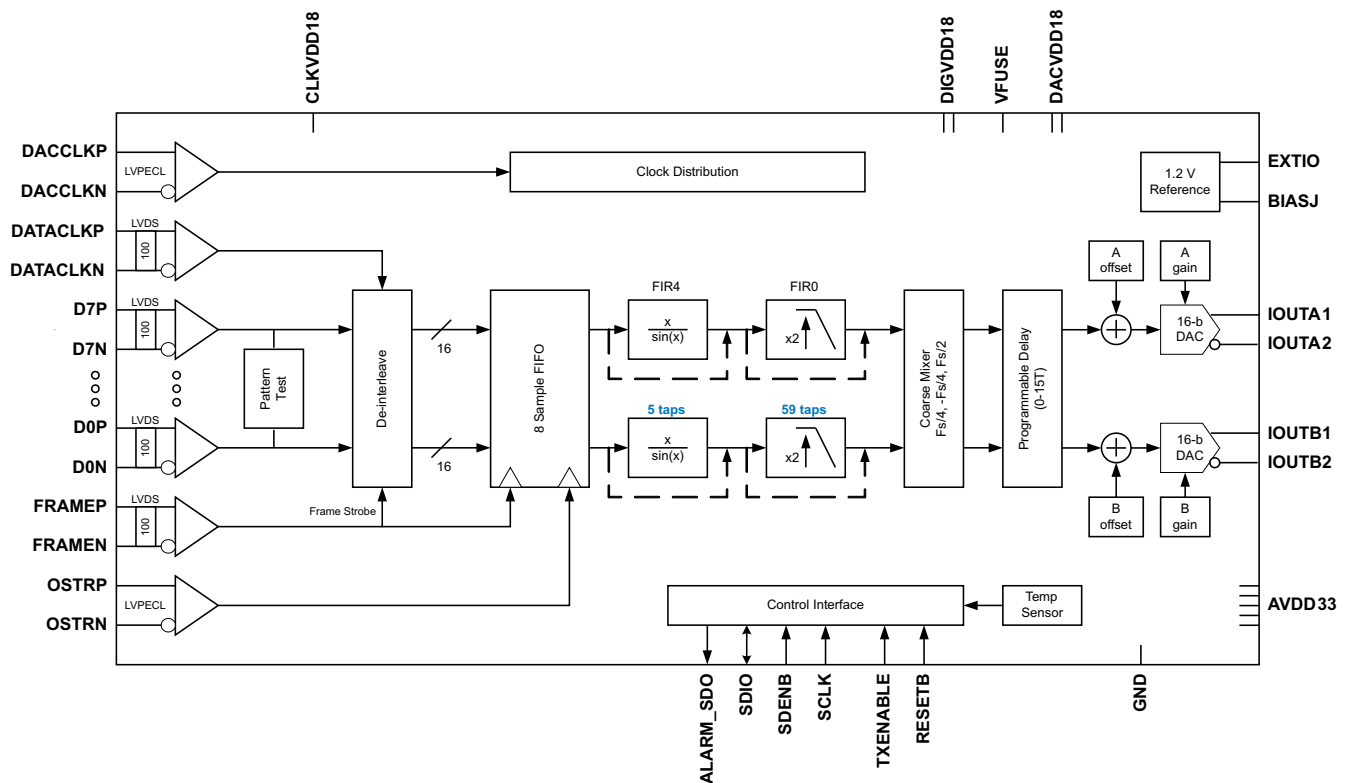 CLKVDD18
DIGVDD18
VFUSE
DACVDD18
DACCLKP
LVPECL
DACCLKN
Clock Distribution
1.2 V
Reference
EXTIO
BIASJ
DATACLKP
LVDS
100
DATACLKN
D7P
LVDS
100
D7N
Pattern
Test
D0P
LVDS
100
D0N
De-interleave
16
16
8 Sample FIFO
FIR4
x
sin(x)
FIR0
x2
5 taps
x
sin(x)
59 taps
x2
Coarse Mixer
Fs/4, -Fs/4, Fs/2
Programmable Delay
(0-15T)
A
offset
A
gain
16-b
DAC
IOUTA1
IOUTA2
16-b
DAC
IOUTB1
IOUTB2
B
offset
B
gain
FRAMEP
LVDS
100
FRAMEN
Frame Strobe
OSTRP
LVPECL
OSTRN
Control Interface
Temp
Sensor
AVDD33
ALARM_SDO
SDIO
SDENB
SCLK
TXENABLE
RESETB
GND